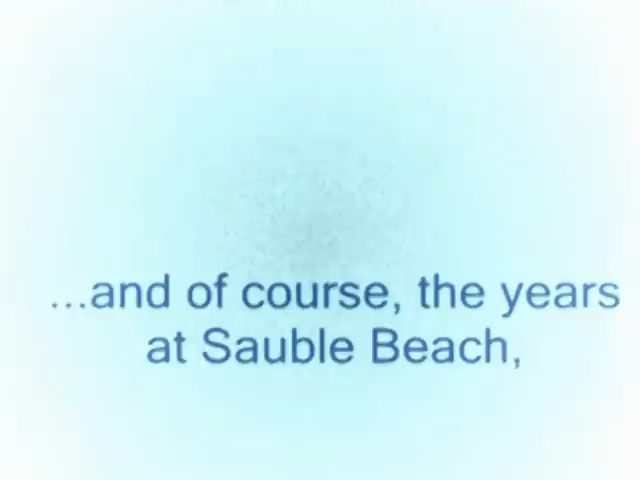 ...and of course, the years
at Sauble Beach,